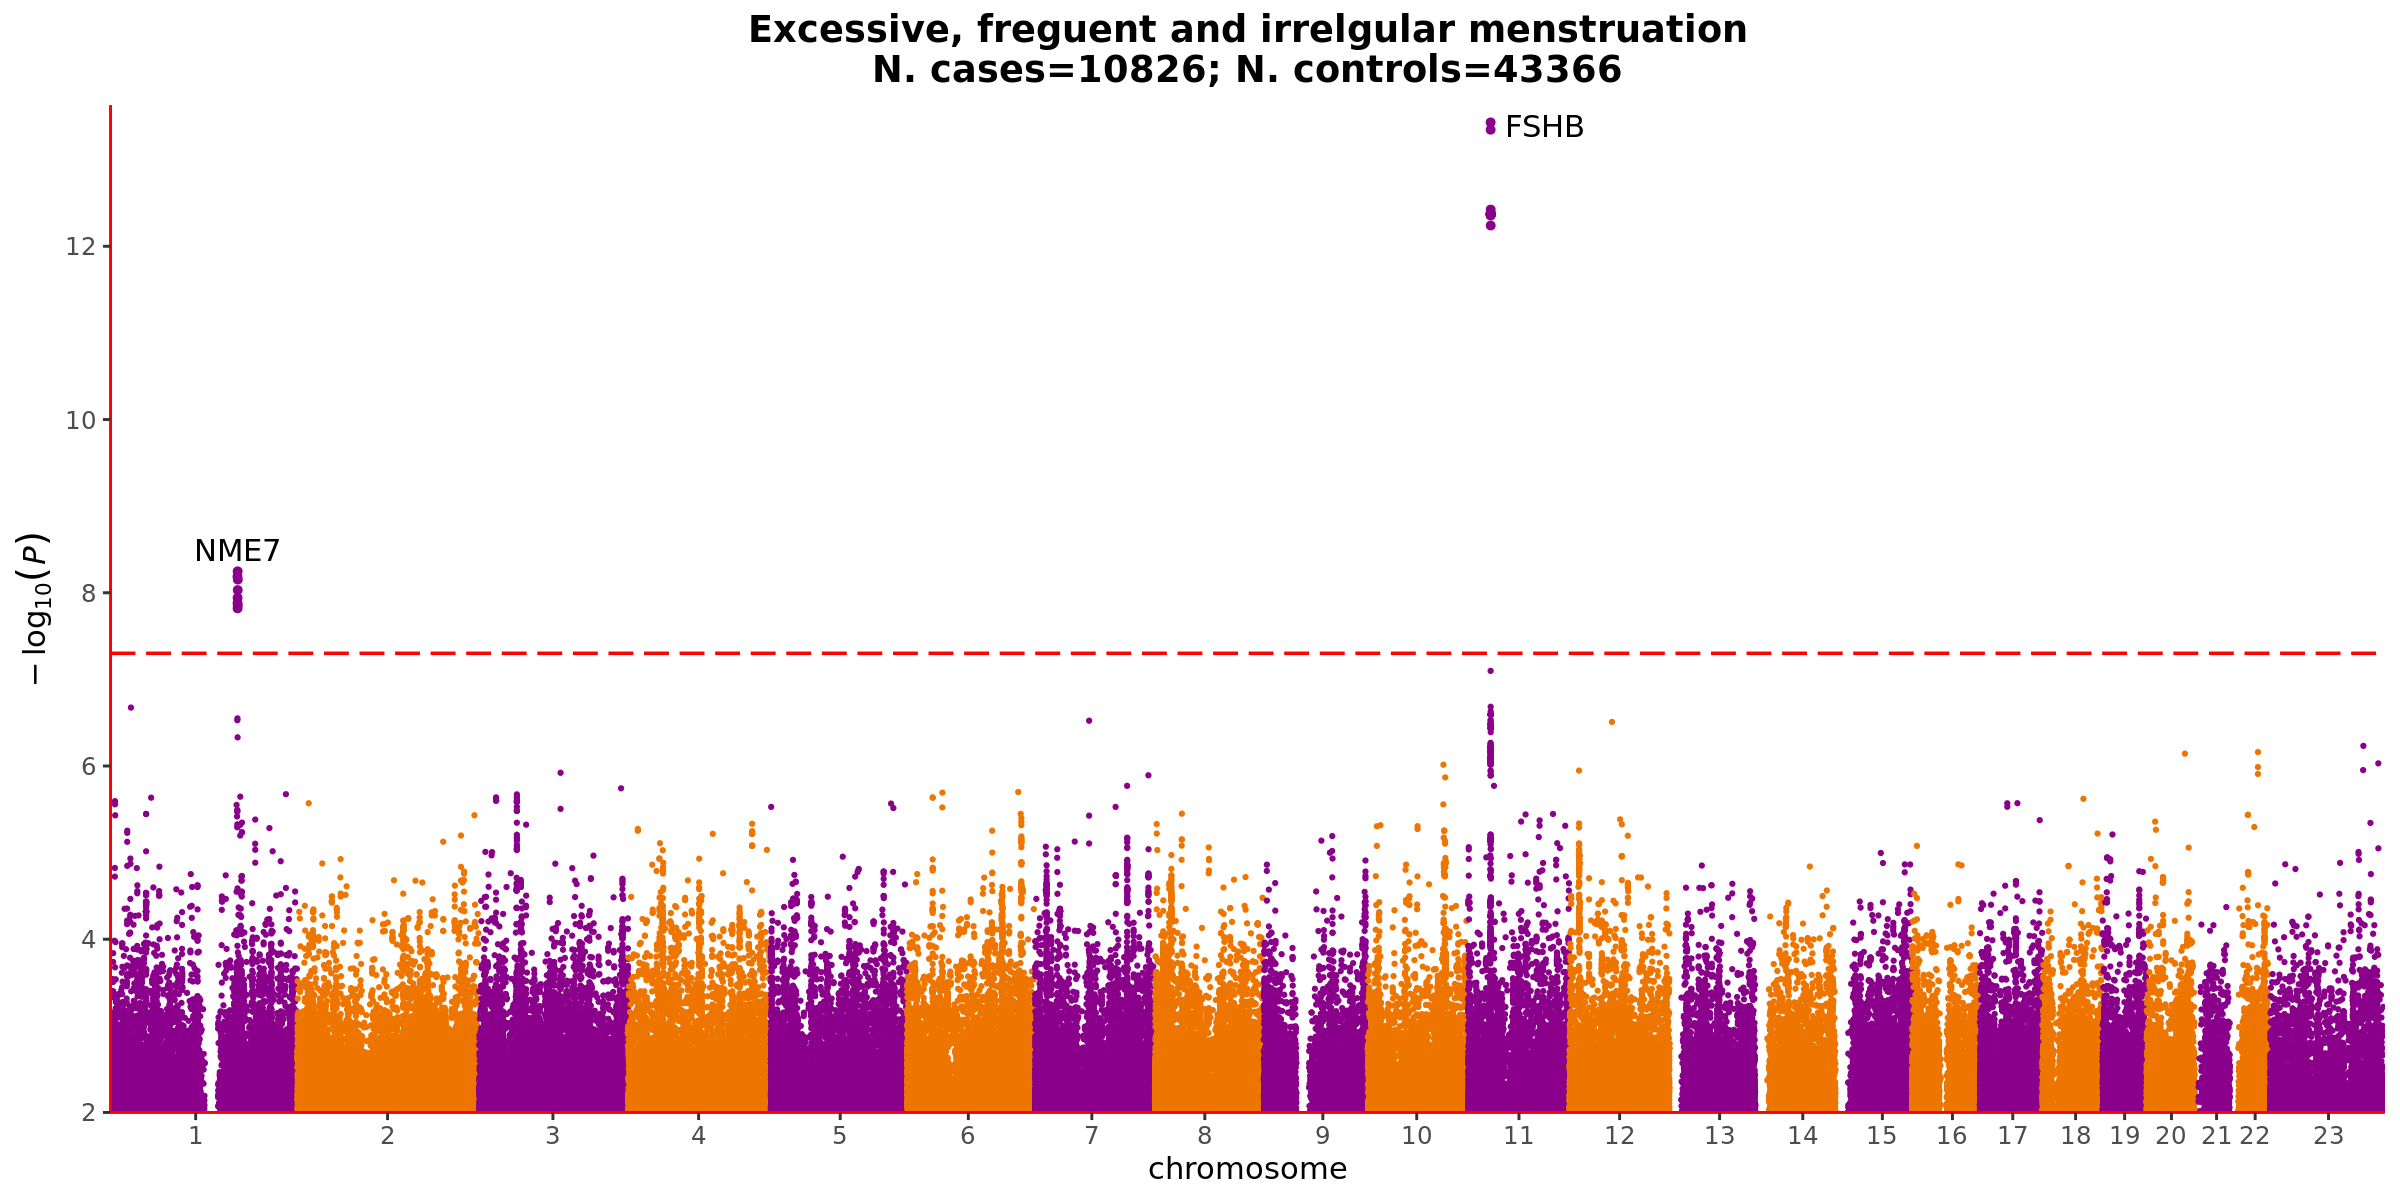 Excessive, freguent and irrelgular menstruation
N. cases=10826; N. controls=43366
FSHB
12
10
NME7
8
6
4
2
−log10(P)
1 2 3 4 5 6 7 8 9 10 11 12 13 14 15 16 17 18 19 20 21 22 23
chromosome